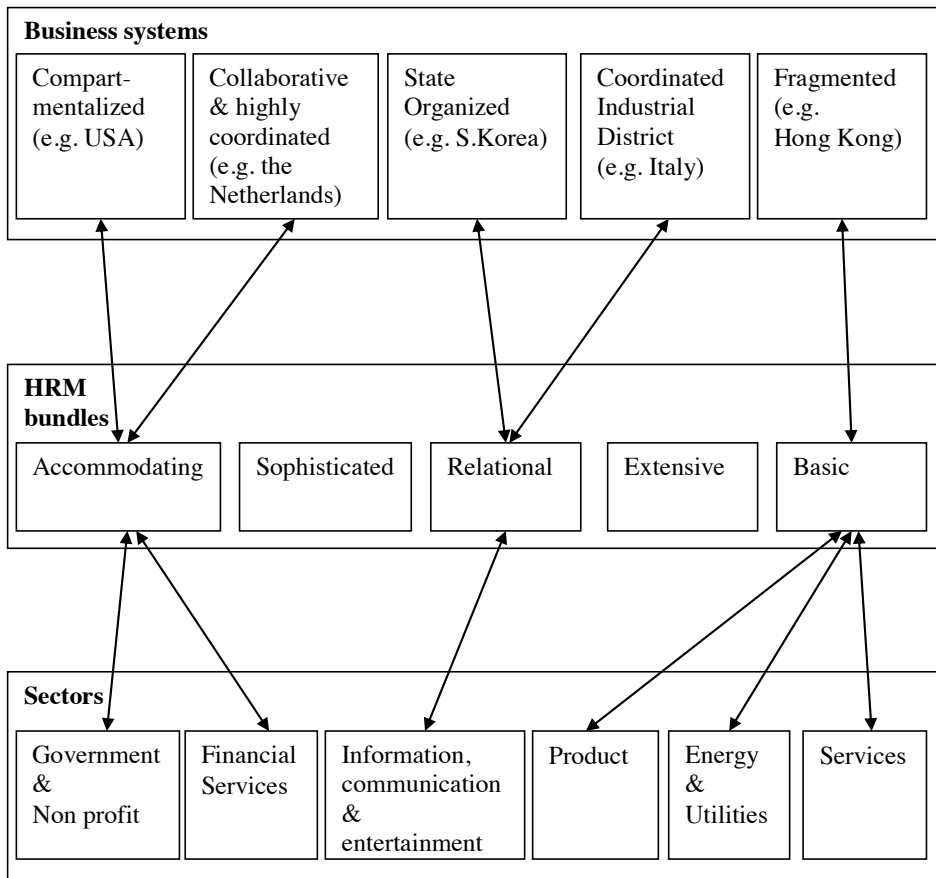 Business systems
Compart-
mentalized
(e.g. USA)
Collaborative
& highly
coordinated
(e.g. the
Netherlands)
State
Organized
(e.g. S.Korea)
Coordinated
Industrial
District
(e.g. Italy)
Fragmented
(e.g.
Hong Kong)
HRM
bundles
Accommodating
Sophisticated
Relational
Extensive
Basic
Sectors
Government
&
Non profit
Financial
Services
Information,
communication
&
entertainment
Product
Energy
&
Utilities
Services